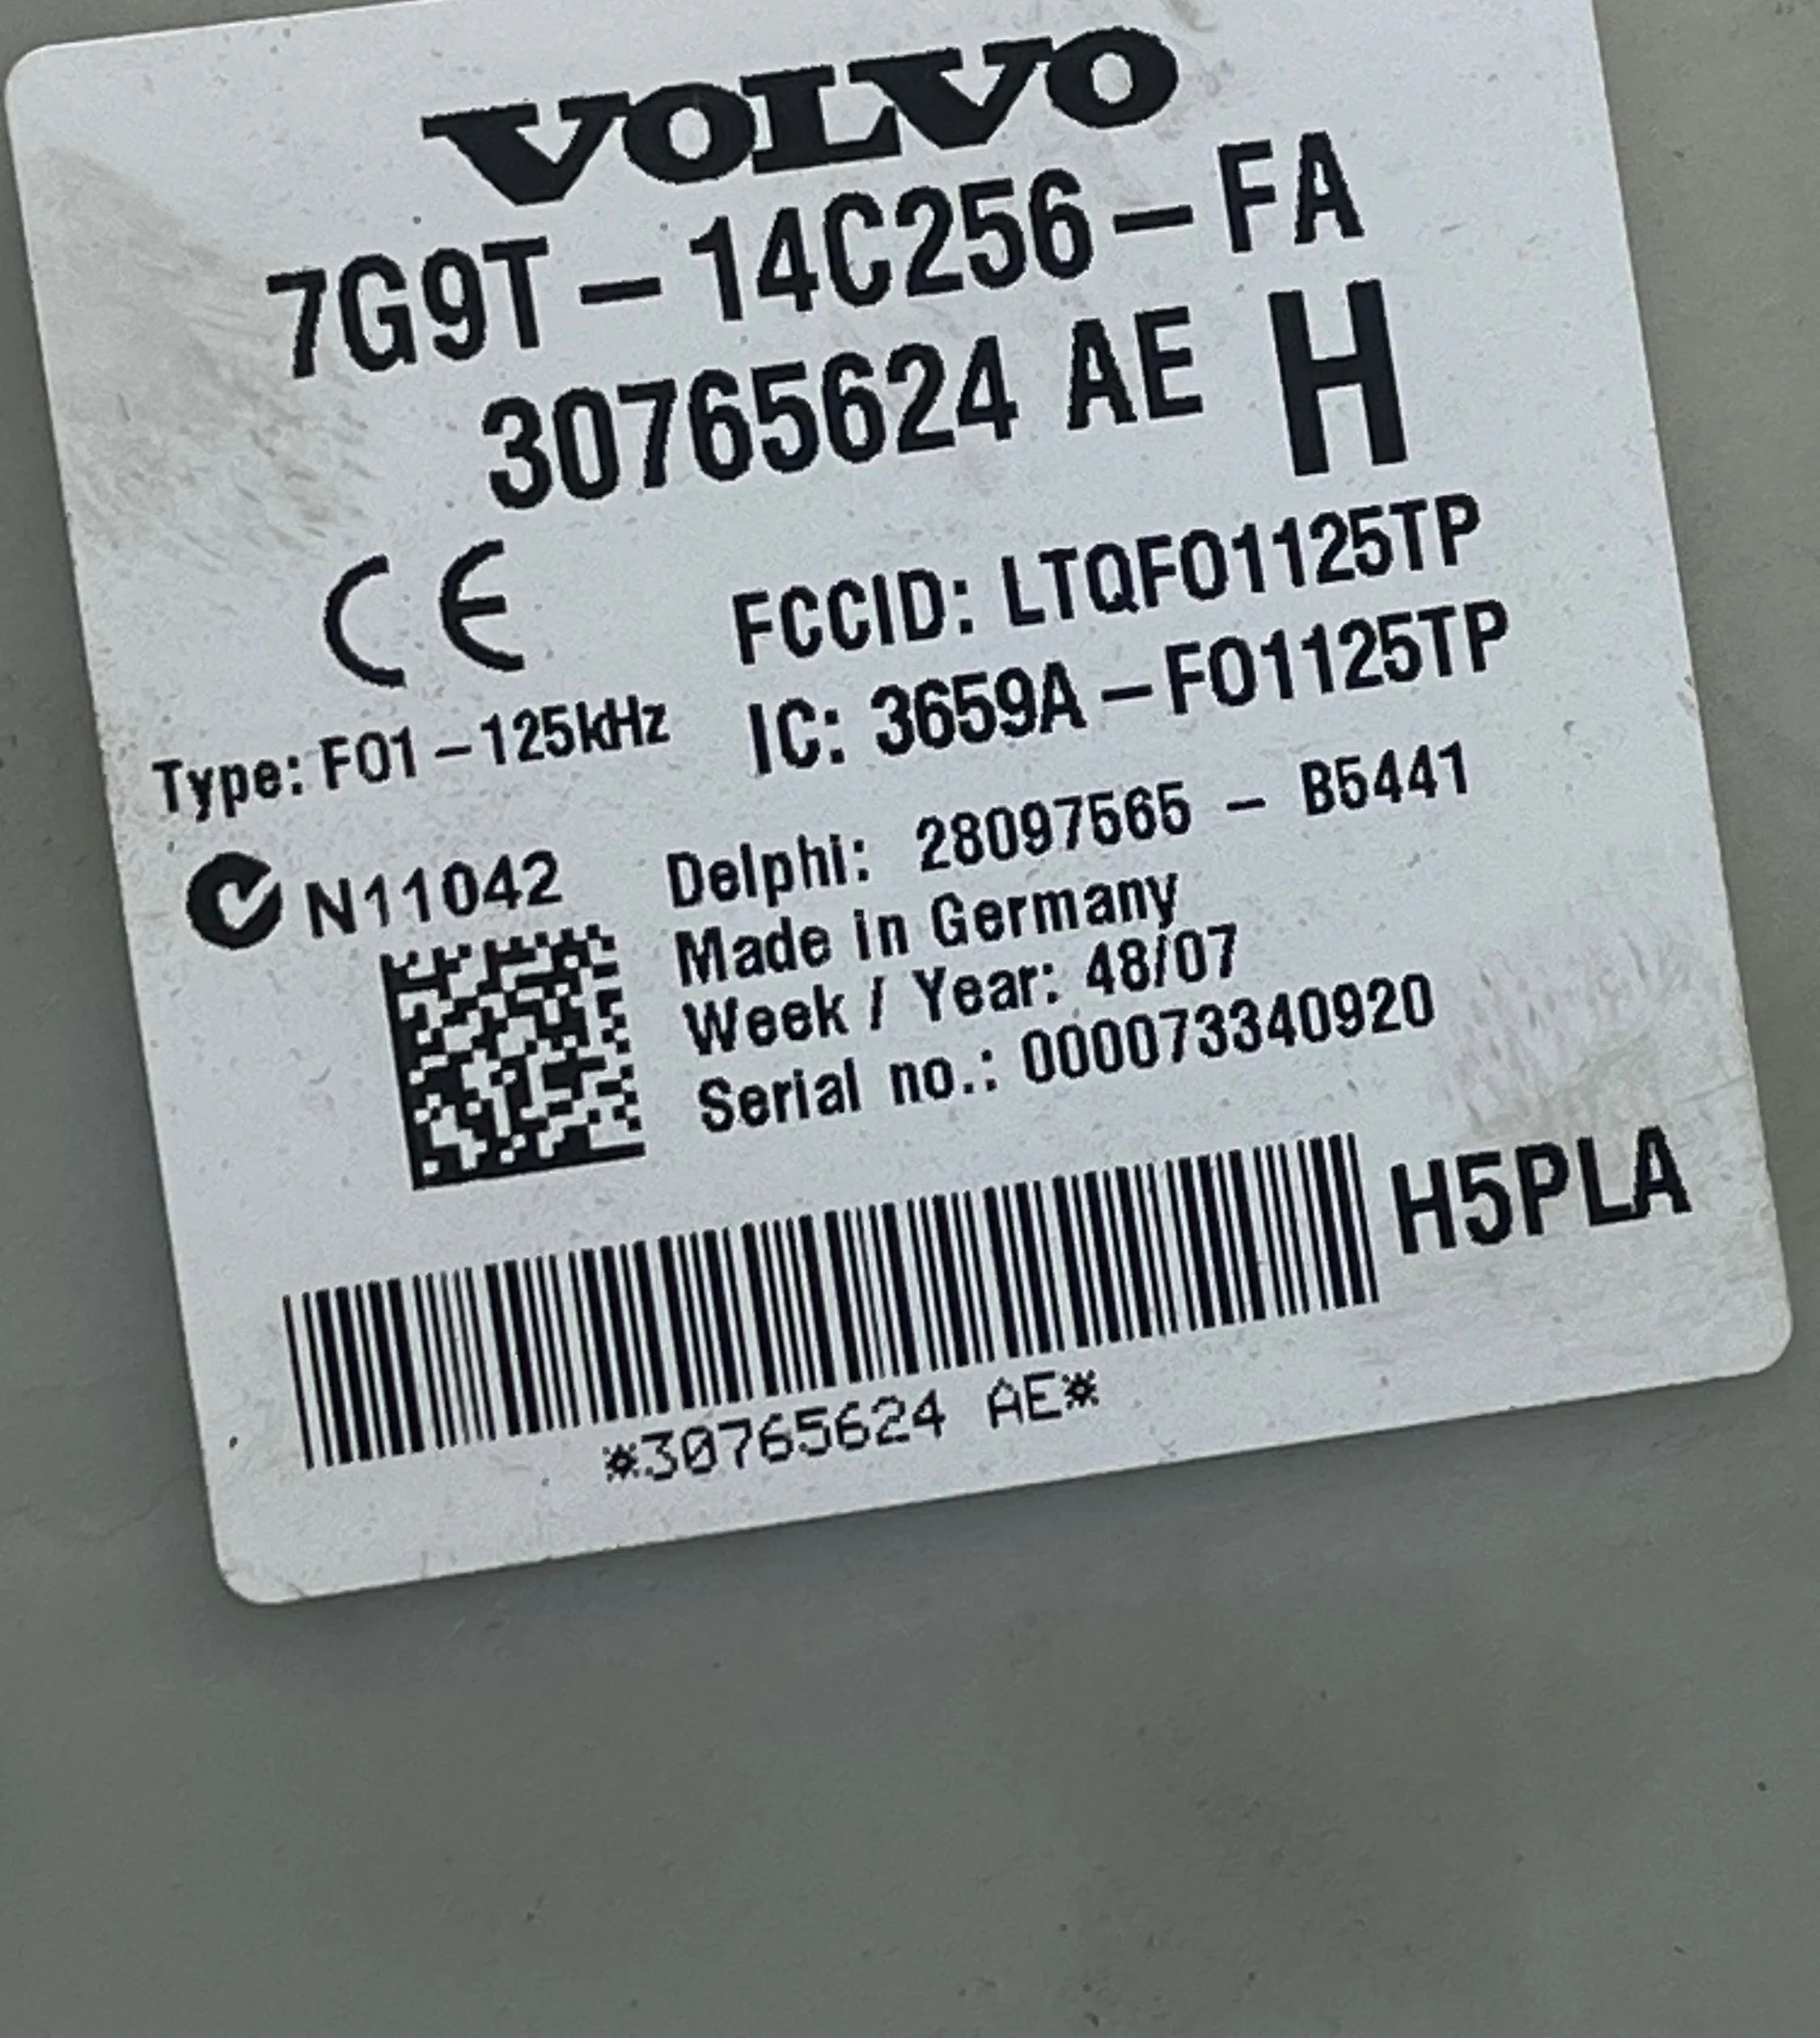 VOLVO
7G9T-14C256-FA
30765624 AE H
CE FCCID: LTQF01125TP
Type: F01-125kHz IC: 3659A-F01125TP
N11042 Delphi: 28097565 - B5441
Made in Germany
Week / Year: 48/07
Serial no.: 000073340920
H5PLA
*30765624 AE*